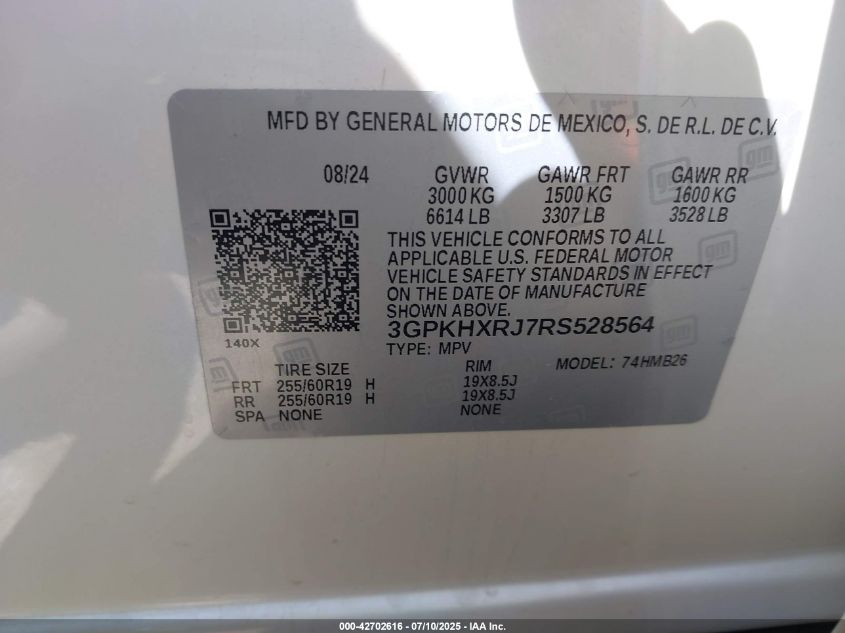 MFD BY GENERAL MOTORS DE MEXICO, S. DE R.L. DE C.V.
08/24 GVWR GAWR FRT GAWR RR
3000 KG 1500 KG 1600 KG
6614 LB 3307 LB 3528 LB
THIS VEHICLE CONFORMS TO ALL
APPLICABLE U.S. FEDERAL MOTOR
VEHICLE SAFETY STANDARDS IN EFFECT
ON THE DATE OF MANUFACTURE
SHOWN ABOVE.
3GPKHXRJ7RS528564
140X
TYPE: MPV
MODEL: 74HMB26
TIRE SIZE RIM
FRT 255/60R19 H 19X8.5J
RR 255/60R19 H 19X8.5J
SPA NONE NONE
000-42702616 - 07/10/2025 - IAA Inc.